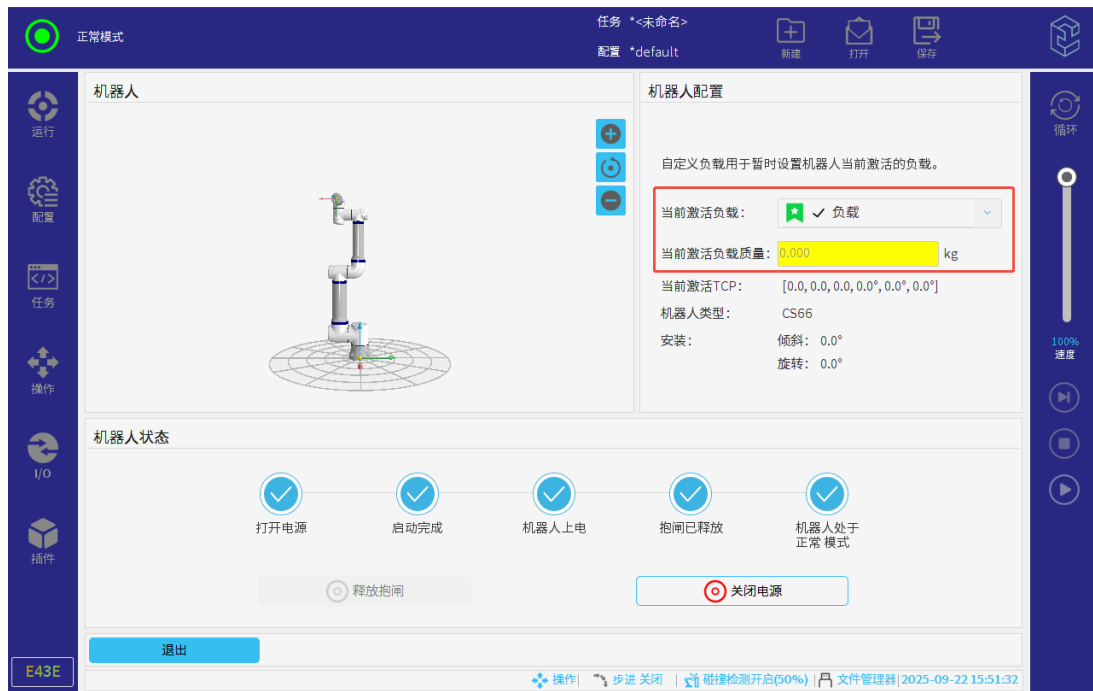 正常模式
任务 *<未命名>
配置 *default
新建
打开
保存
运行
配置
任务
操作
I/O
插件
E43E
机器人
机器人配置
自定义负载用于暂时设置机器人当前激活的负载。
当前激活负载： 负载
当前激活负载质量： 0.000 kg
当前激活TCP： [0.0, 0.0, 0.0, 0.0°, 0.0°, 0.0°]
机器人类型： CS66
安装： 倾斜： 0.0°
旋转： 0.0°
循环
100%
速度
机器人状态
打开电源
启动完成
机器人上电
抱闸已释放
机器人处于
正常 模式
释放抱闸
关闭电源
退出
操作| 步进 关闭 | 碰撞检测开启(50%) | 文件管理器| 2025-09-22 15:51:32